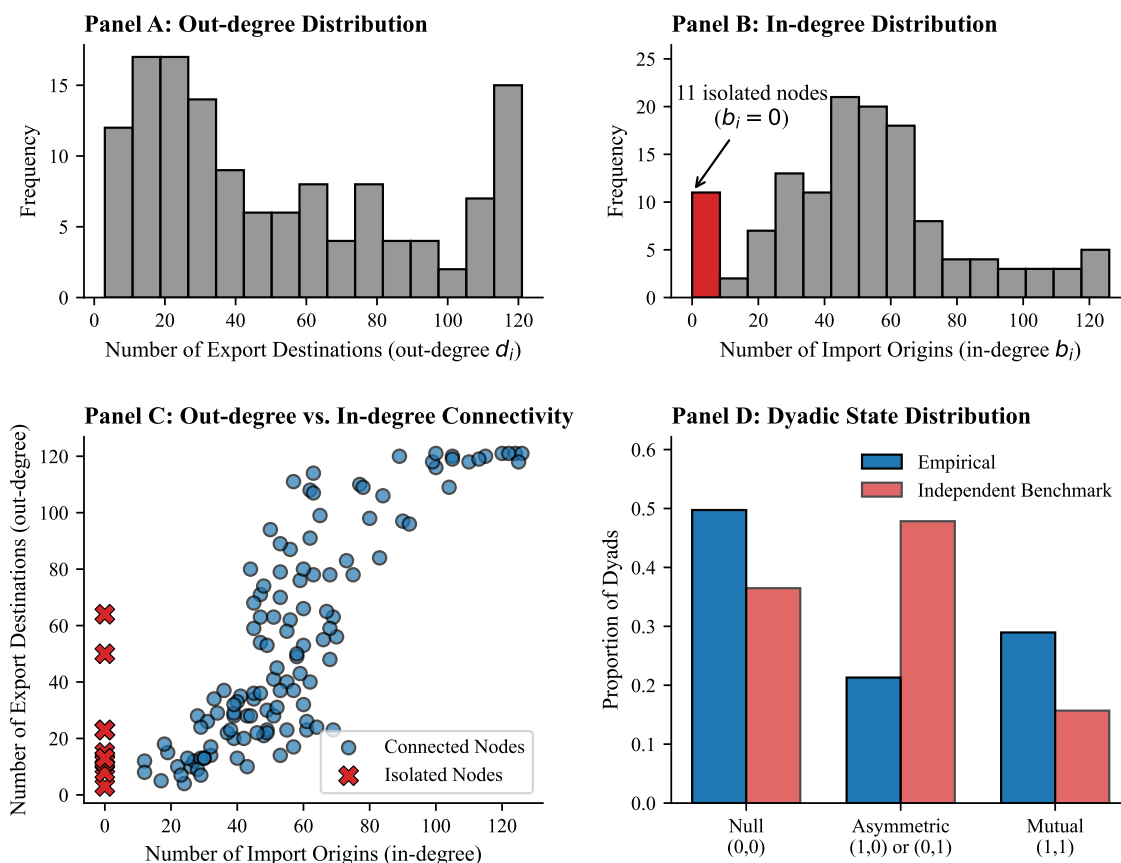 Panel A: Out-degree Distribution
Frequency
15
10
5
0
0 20 40 60 80 100 120
Number of Export Destinations (out-degree dᵢ)
Panel B: In-degree Distribution
Frequency
25
20
15
10
5
0
11 isolated nodes
(bᵢ = 0)
0 20 40 60 80 100 120
Number of Import Origins (in-degree bᵢ)
Panel C: Out-degree vs. In-degree Connectivity
Number of Export Destinations (out-degree)
120
100
80
60
40
20
0
Connected Nodes
Isolated Nodes
0 20 40 60 80 100 120
Number of Import Origins (in-degree)
Panel D: Dyadic State Distribution
Proportion of Dyads
0.6
0.5
0.4
0.3
0.2
0.1
0.0
Empirical
Independent Benchmark
Null
(0,0)
Asymmetric
(1,0) or (0,1)
Mutual
(1,1)